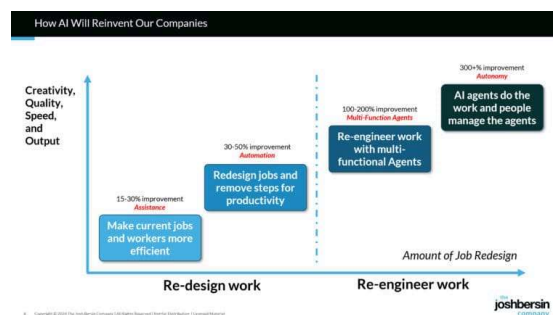 How AI Will Reinvent Our Companies
Creativity,
Quality,
Speed,
and
Output
300+% improvement
Autonomy
AI agents do the
work and people
manage the agents
100-200% improvement
Multi-Function Agents
Re-engineer work
with multi-
functional Agents
30-50% improvement
Automation
Redesign jobs and
remove steps for
productivity
15-30% improvement
Assistance
Make current jobs
and workers more
efficient
Amount of Job Redesign
Re-design work
Re-engineer work
the
joshbersin
company